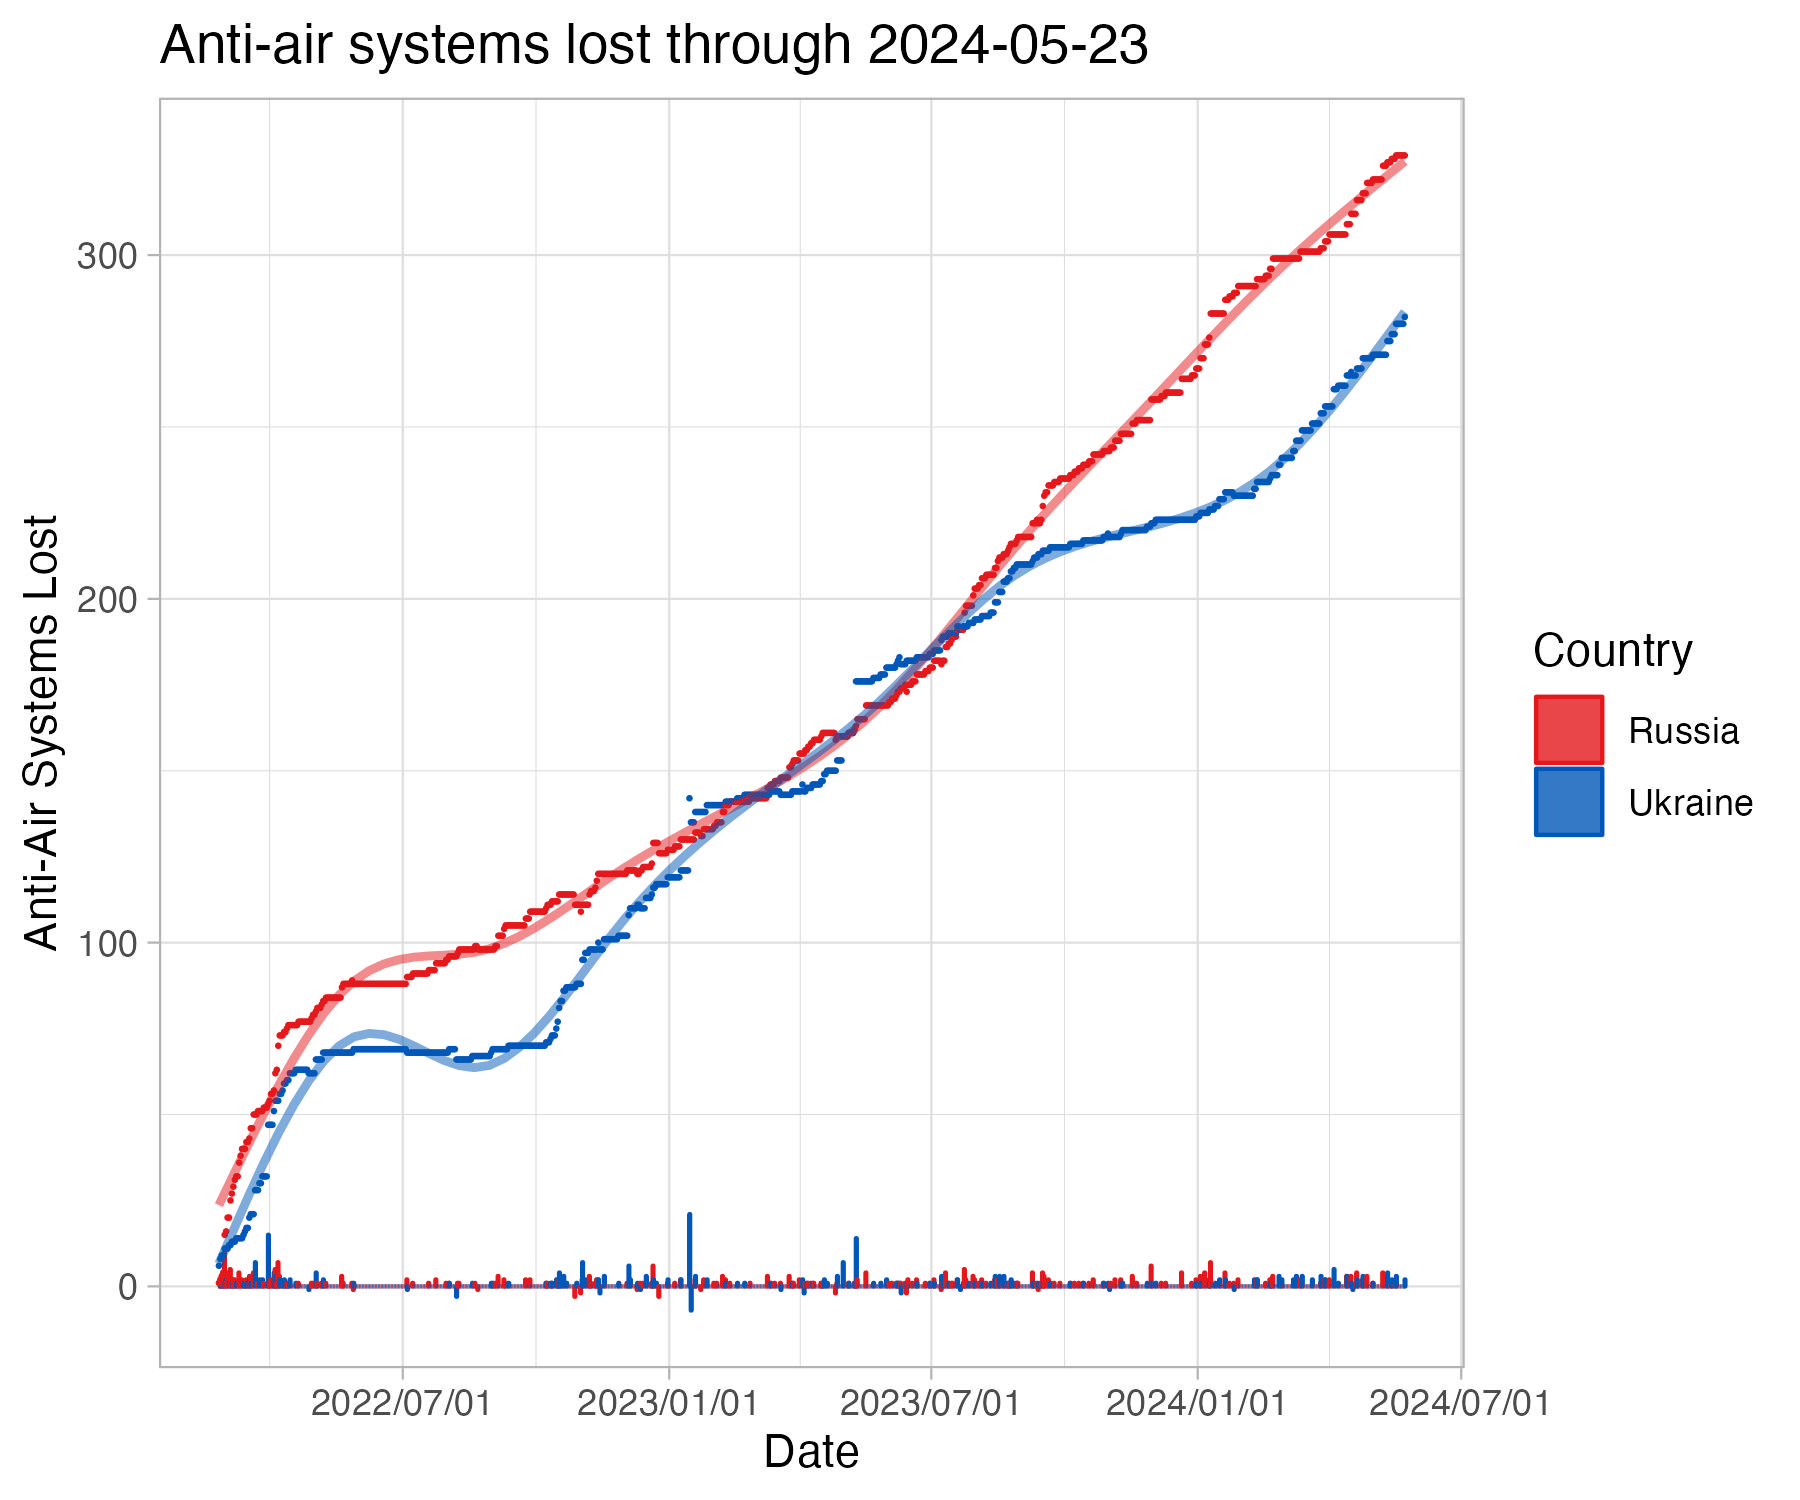 Anti-air systems lost through 2024-05-23
Anti-Air Systems Lost
300
200
100
0
2022/07/01
2023/01/01
2023/07/01
2024/01/01
2024/07/01
Date
Country
Russia
Ukraine